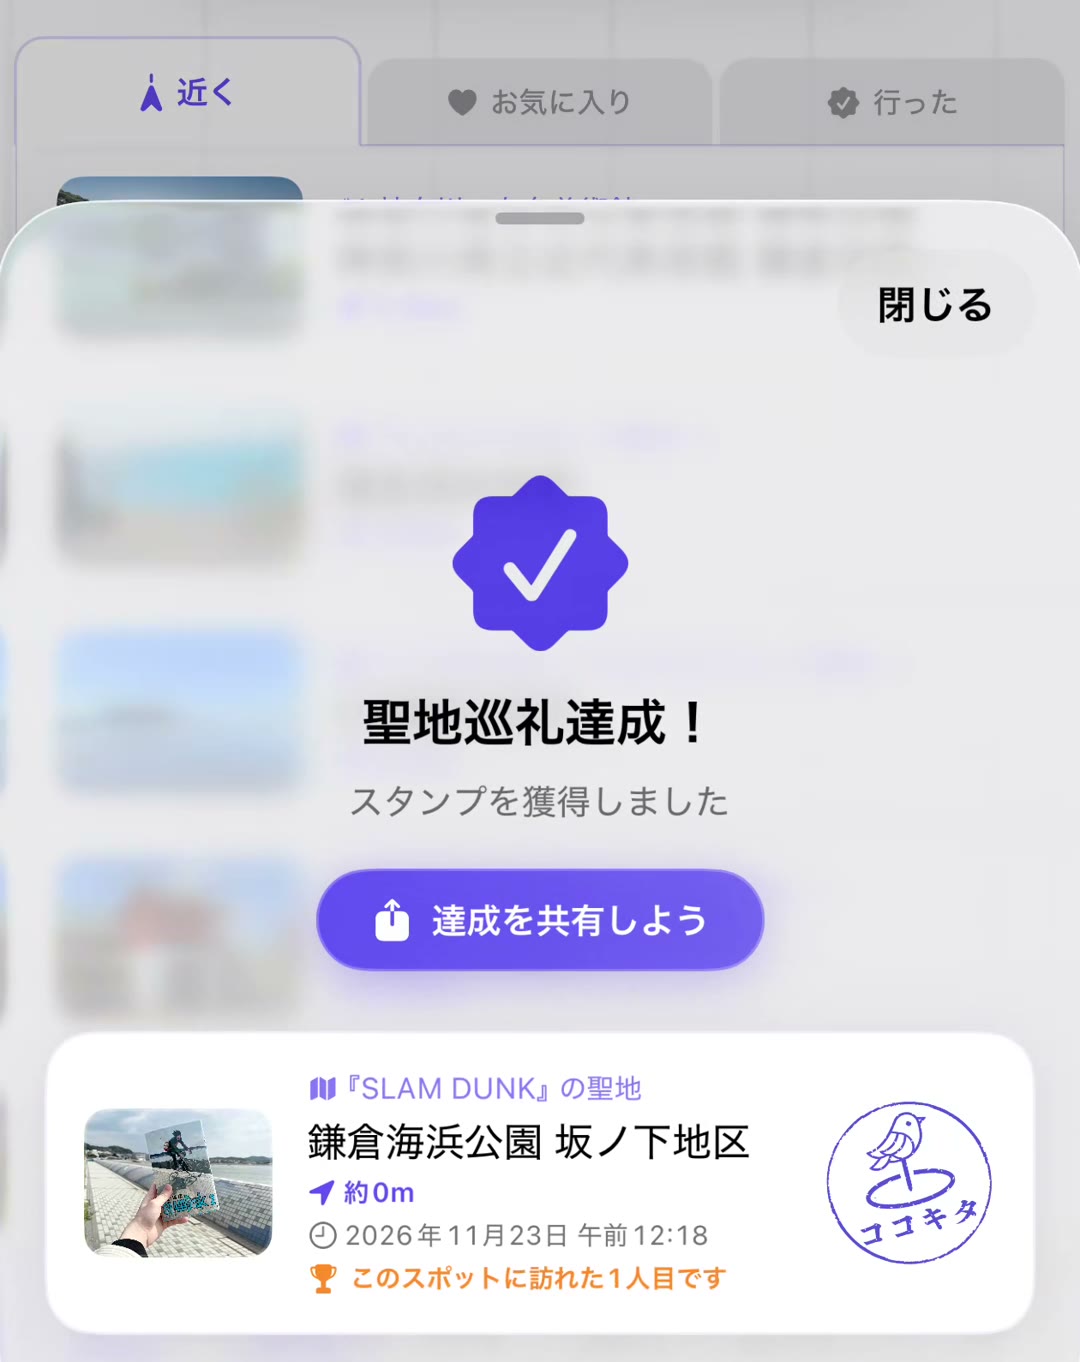 近く
お気に入り
行った
閉じる
聖地巡礼達成！
スタンプを獲得しました
達成を共有しよう
『SLAM DUNK』の聖地
鎌倉海浜公園 坂ノ下地区
約0m
2026年11月23日 午前12:18
このスポットに訪れた1人目です
ココキタ